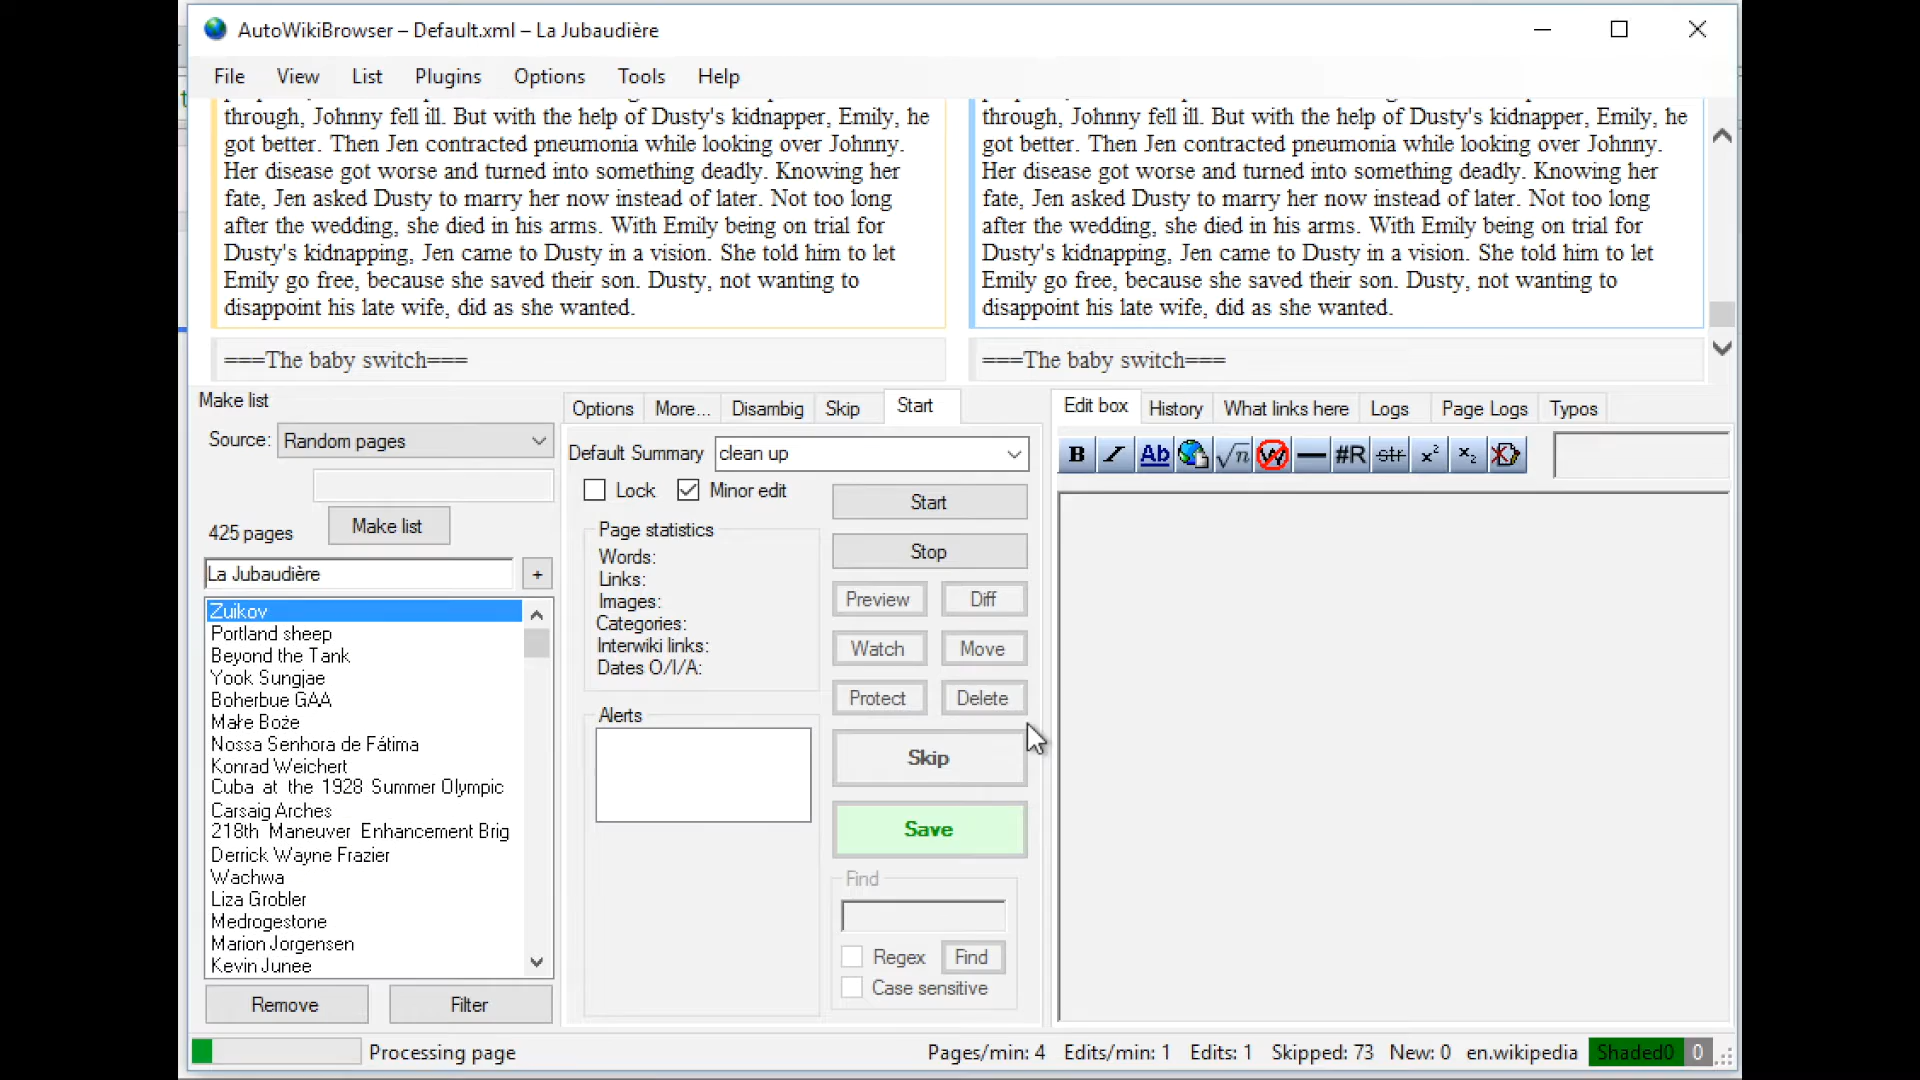 AutoWikiBrowser – Default.xml – La Jubaudière
File View List Plugins Options Tools Help
through, Johnny fell ill. But with the help of Dusty's kidnapper, Emily, he
got better. Then Jen contracted pneumonia while looking over Johnny.
Her disease got worse and turned into something deadly. Knowing her
fate, Jen asked Dusty to marry her now instead of later. Not too long
after the wedding, she died in his arms. With Emily being on trial for
Dusty's kidnapping, Jen came to Dusty in a vision. She told him to let
Emily go free, because she saved their son. Dusty, not wanting to
disappoint his late wife, did as she wanted.
===The baby switch===
through, Johnny fell ill. But with the help of Dusty's kidnapper, Emily, he
got better. Then Jen contracted pneumonia while looking over Johnny.
Her disease got worse and turned into something deadly. Knowing her
fate, Jen asked Dusty to marry her now instead of later. Not too long
after the wedding, she died in his arms. With Emily being on trial for
Dusty's kidnapping, Jen came to Dusty in a vision. She told him to let
Emily go free, because she saved their son. Dusty, not wanting to
disappoint his late wife, did as she wanted.
===The baby switch===
Make list
Source: Random pages
425 pages Make list
La Jubaudière +
Zuikov
Portland sheep
Beyond the Tank
Yook Sungjae
Boherbue GAA
Małe Boże
Nossa Senhora de Fátima
Konrad Weichert
Cuba at the 1928 Summer Olympic
Carsaig Arches
218th Maneuver Enhancement Brig
Derrick Wayne Frazier
Wachwa
Liza Grobler
Medrogestone
Marion Jorgensen
Kevin Junee
Remove Filter
Options More... Disambig Skip Start
Default Summary clean up
Lock Minor edit
Start
Stop
Page statistics
Words:
Links:
Images:
Categories:
Interwiki links:
Dates O/I/A:
Preview Diff
Watch Move
Protect Delete
Alerts
Skip
Save
Find
Regex Find
Case sensitive
Edit box History What links here Logs Page Logs Typos
B I Ab √n W — #R str x² x₂
Processing page Pages/min: 4 Edits/min: 1 Edits: 1 Skipped: 73 New: 0 en.wikipedia Shaded0 0